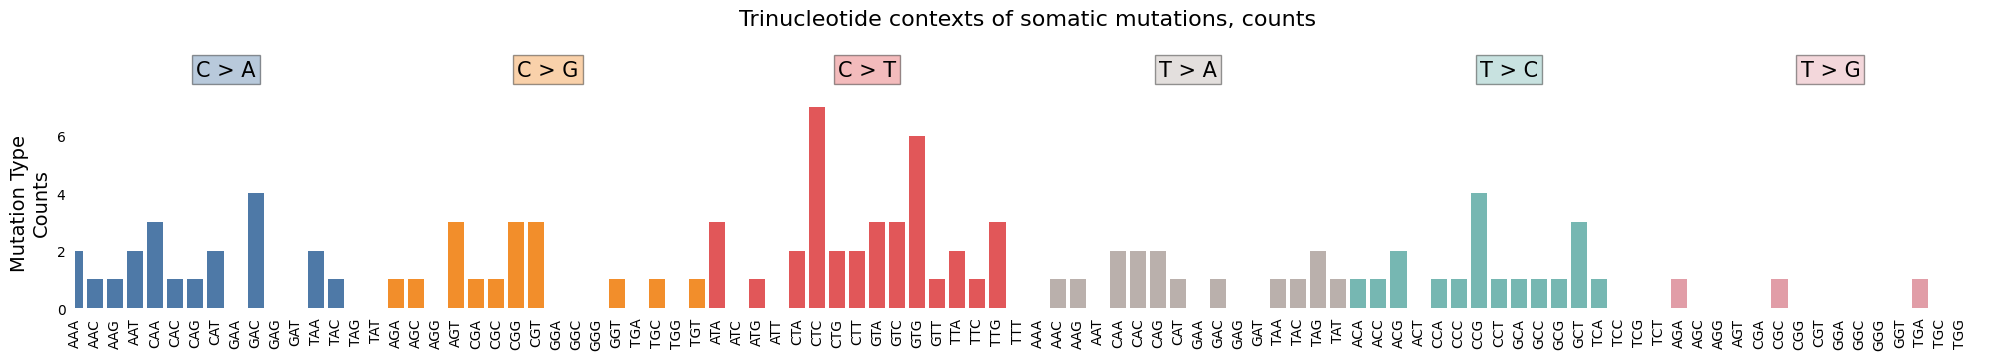 Trinucleotide contexts of somatic mutations, counts
C > A
C > G
C > T
T > A
T > C
T > G
Mutation Type
Counts
6
4
2
0
AAA
AAC
AAG
AAT
CAA
CAC
CAG
CAT
GAA
GAC
GAG
GAT
TAA
TAC
TAG
TAT
AGA
AGC
AGG
AGT
CGA
CGC
CGG
CGT
GGA
GGC
GGG
GGT
TGA
TGC
TGG
TGT
ATA
ATC
ATG
ATT
CTA
CTC
CTG
CTT
GTA
GTC
GTG
GTT
TTA
TTC
TTG
TTT
AAA
AAC
AAG
AAT
CAA
CAC
CAG
CAT
GAA
GAC
GAG
GAT
TAA
TAC
TAG
TAT
ACA
ACC
ACG
ACT
CCA
CCC
CCG
CCT
GCA
GCC
GCG
GCT
TCA
TCC
TCG
TCT
AGA
AGC
AGG
AGT
CGA
CGC
CGG
CGT
GGA
GGC
GGG
GGT
TGA
TGC
TGG